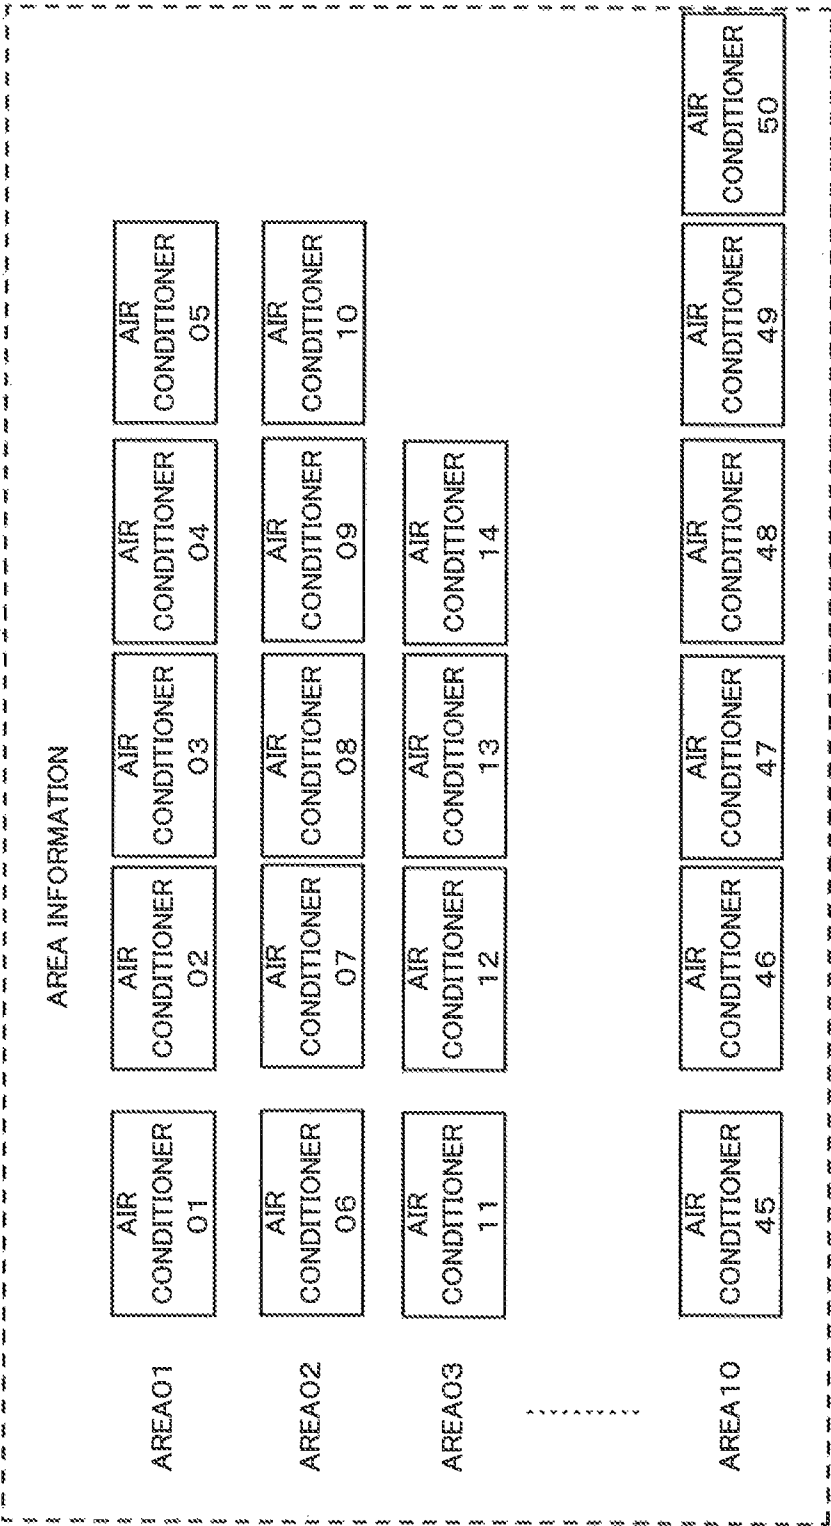 AREA INFORMATION
AREA01
AIR
CONDITIONER
01
AIR
CONDITIONER
02
AIR
CONDITIONER
03
AIR
CONDITIONER
04
AIR
CONDITIONER
05
AREA02
AIR
CONDITIONER
06
AIR
CONDITIONER
07
AIR
CONDITIONER
08
AIR
CONDITIONER
09
AIR
CONDITIONER
10
AREA03
AIR
CONDITIONER
11
AIR
CONDITIONER
12
AIR
CONDITIONER
13
AIR
CONDITIONER
14
AREA10
AIR
CONDITIONER
45
AIR
CONDITIONER
46
AIR
CONDITIONER
47
AIR
CONDITIONER
48
AIR
CONDITIONER
49
AIR
CONDITIONER
50